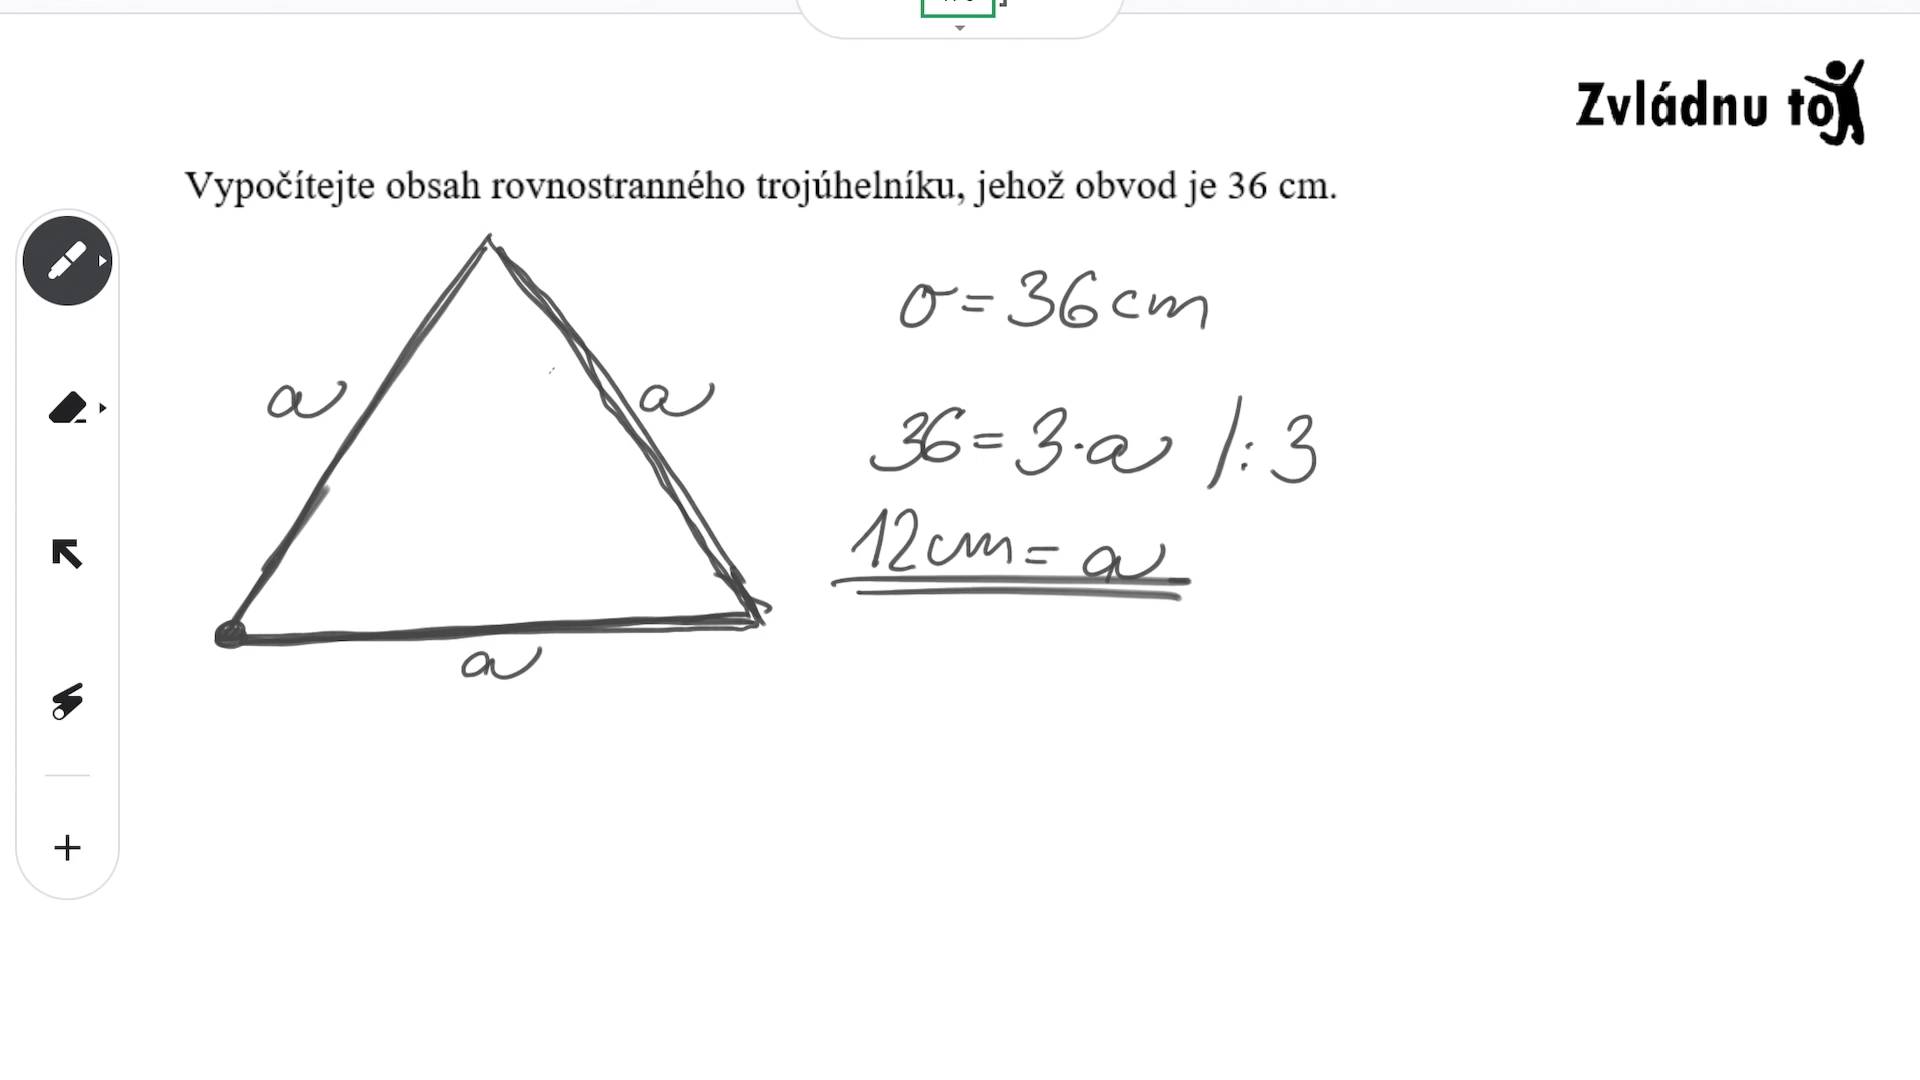 Zvládnu to
Vypočítejte obsah rovnostranného trojúhelníku, jehož obvod je 36 cm.
o = 36 cm
a
a
36 = 3·a /: 3
12 cm = a
a